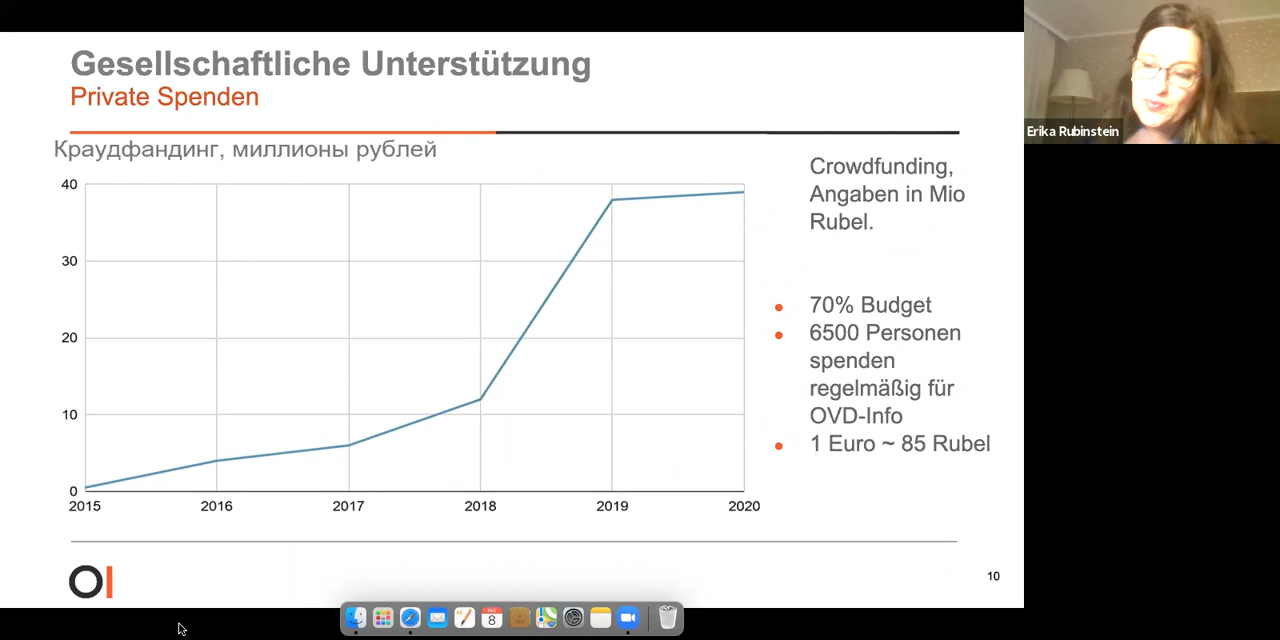 Gesellschaftliche Unterstützung
Private Spenden
Краудфандинг, миллионы рублей
40
30
20
10
0
2015 2016 2017 2018 2019 2020
Crowdfunding,
Angaben in Mio
Rubel.
• 70% Budget
• 6500 Personen
spenden
regelmäßig für
OVD-Info
• 1 Euro ~ 85 Rubel
OI
10
Erika Rubinstein
8